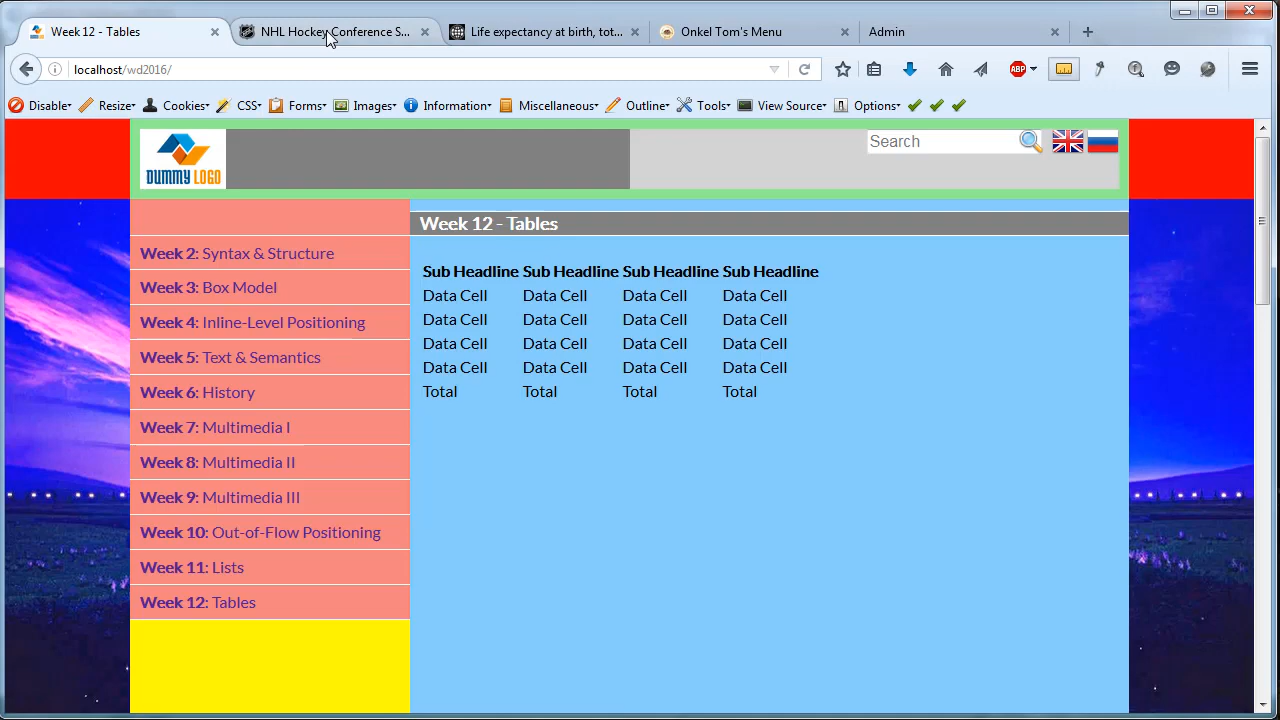 Week 12 - Tables
NHL Hockey Conference S...
Life expectancy at birth, tot...
Onkel Tom's Menu
Admin
localhost/wd2016/
ABP
Disable
Resize
Cookies
CSS
Forms
Images
Information
Miscellaneous
Outline
Tools
View Source
Options
DUMMY LOGO
Search
Week 12 - Tables
Week 2: Syntax & Structure
Week 3: Box Model
Week 4: Inline-Level Positioning
Week 5: Text & Semantics
Week 6: History
Week 7: Multimedia I
Week 8: Multimedia II
Week 9: Multimedia III
Week 10: Out-of-Flow Positioning
Week 11: Lists
Week 12: Tables
Sub Headline Sub Headline Sub Headline Sub Headline
Data Cell Data Cell Data Cell Data Cell
Data Cell Data Cell Data Cell Data Cell
Data Cell Data Cell Data Cell Data Cell
Data Cell Data Cell Data Cell Data Cell
Total Total Total Total